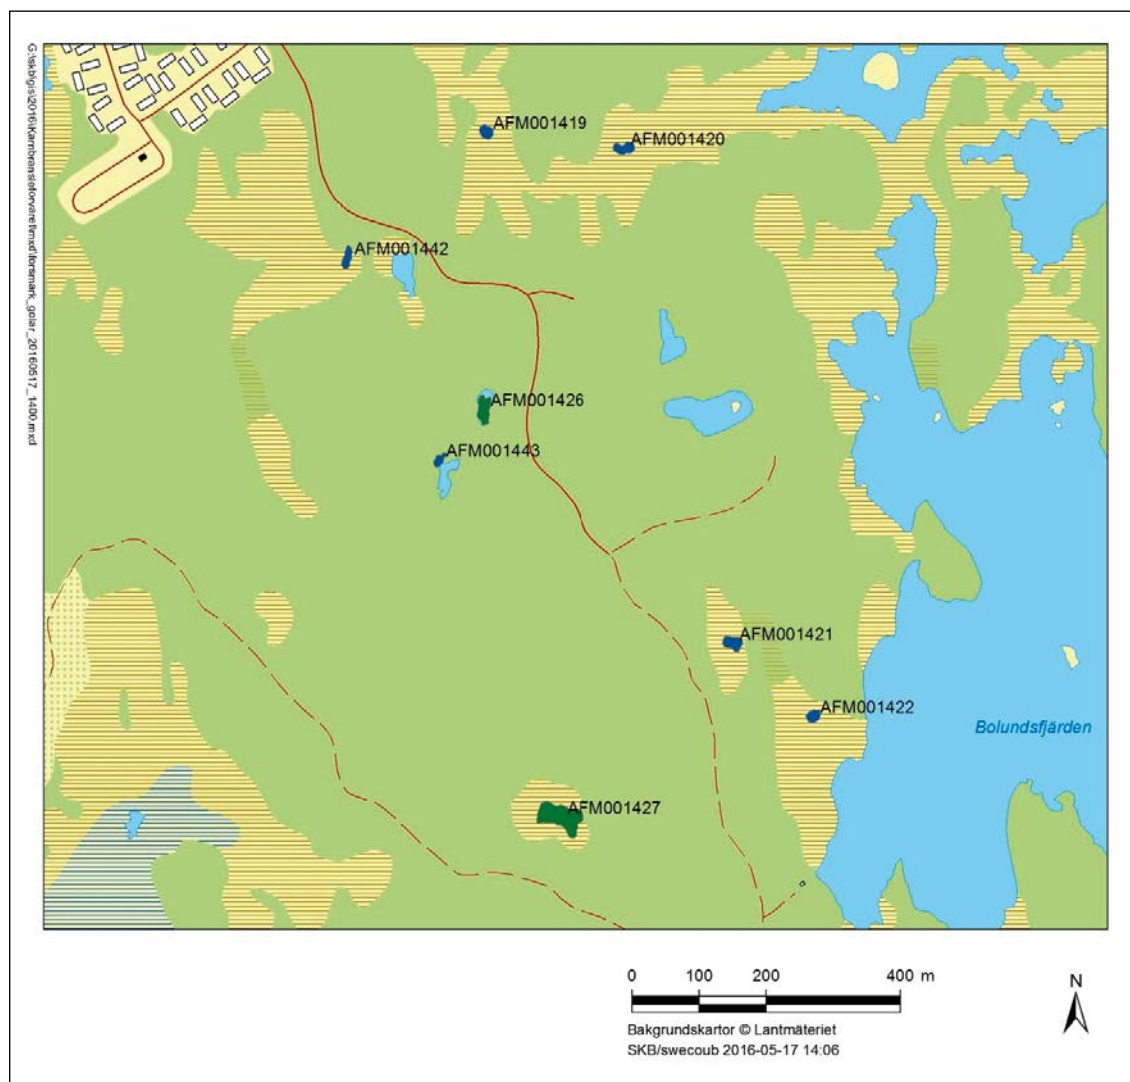 AFM001419
AFM001420
AFM001442
AFM001426
AFM001443
AFM001421
AFM001422
Bolundsfjärden
AFM001427
0 100 200 400 m
N
Bakgrundskartor © Lantmäteriet
SKB/swecoub 2016-05-17 14:06